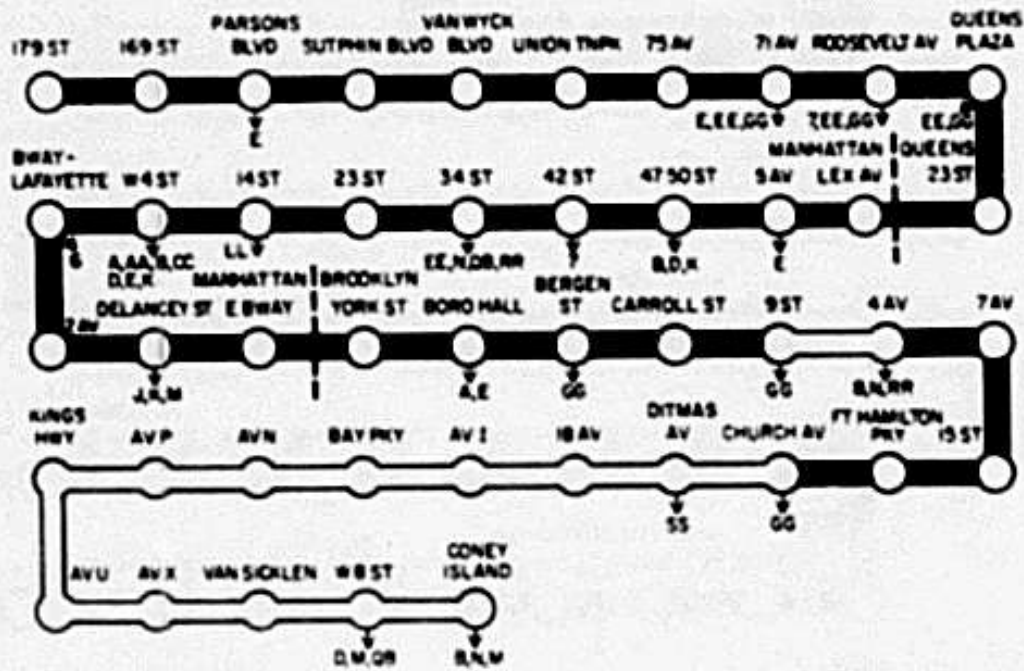 PARSONS VAN WYCK QUEENS
179 ST 169 ST BLVD SUTPHIN BLVD BLVD UNION TNPK 75 AV 71 AV ROOSEVELT AV PLAZA
E E,EE,GG 7,EE,GG EE,GG
BWAY- MANHATTAN QUEENS
LAFAYETTE W 4 ST 14 ST 23 ST 34 ST 42 ST 47 50 ST 5 AV LEX AV 23 ST
A,AA,B,CC LL EE,N,QB,RR 7 B,D,K E
D,E,K MANHATTAN BROOKLYN BERGEN
2 AV DELANCEY ST E BWAY YORK ST BORO HALL ST CARROLL ST 9 ST 4 AV 7 AV
J,K,M A,E GG GG B,N,RR
KINGS DITMAS FT HAMILTON
HWY AV P AV N BAY PKY AV I 18 AV AV CHURCH AV PKY 15 ST
SS GG
CONEY
AV U AV X VAN SICKLEN W 8 ST ISLAND
D,M,QB B,N,M